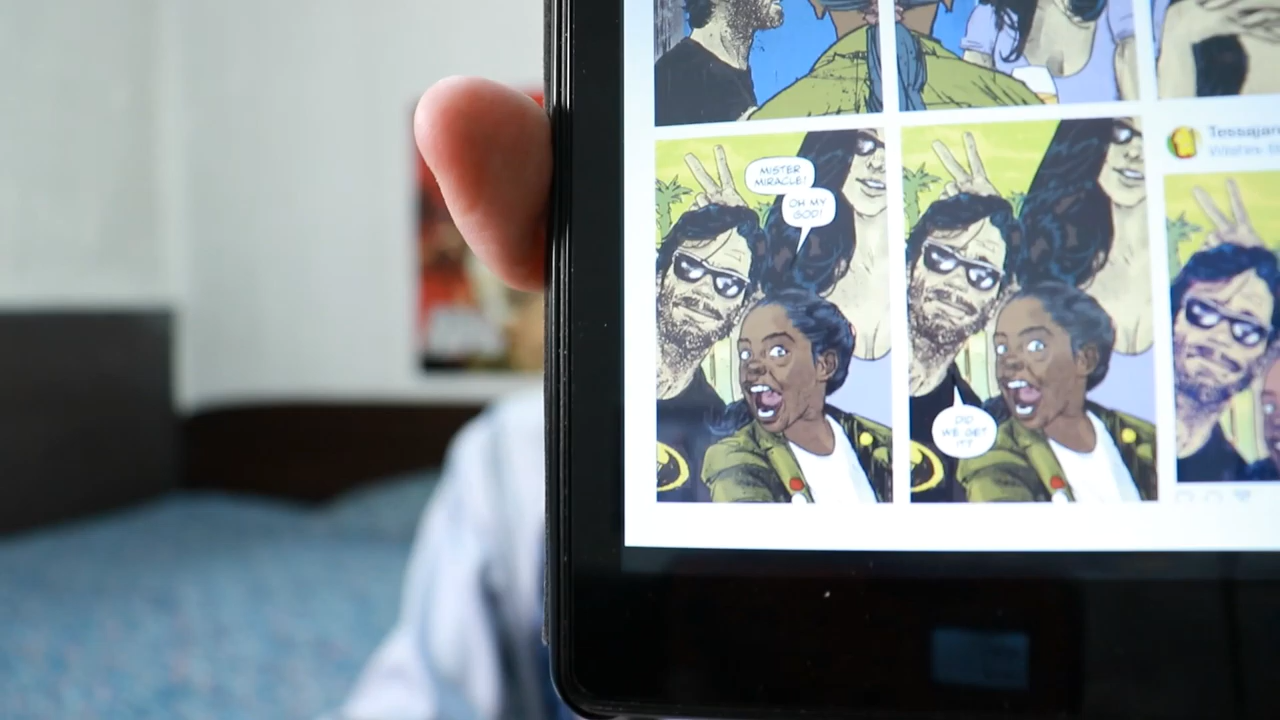 MISTER
MIRACLE!
OH MY
GOD!
DID
WE GET
IT?